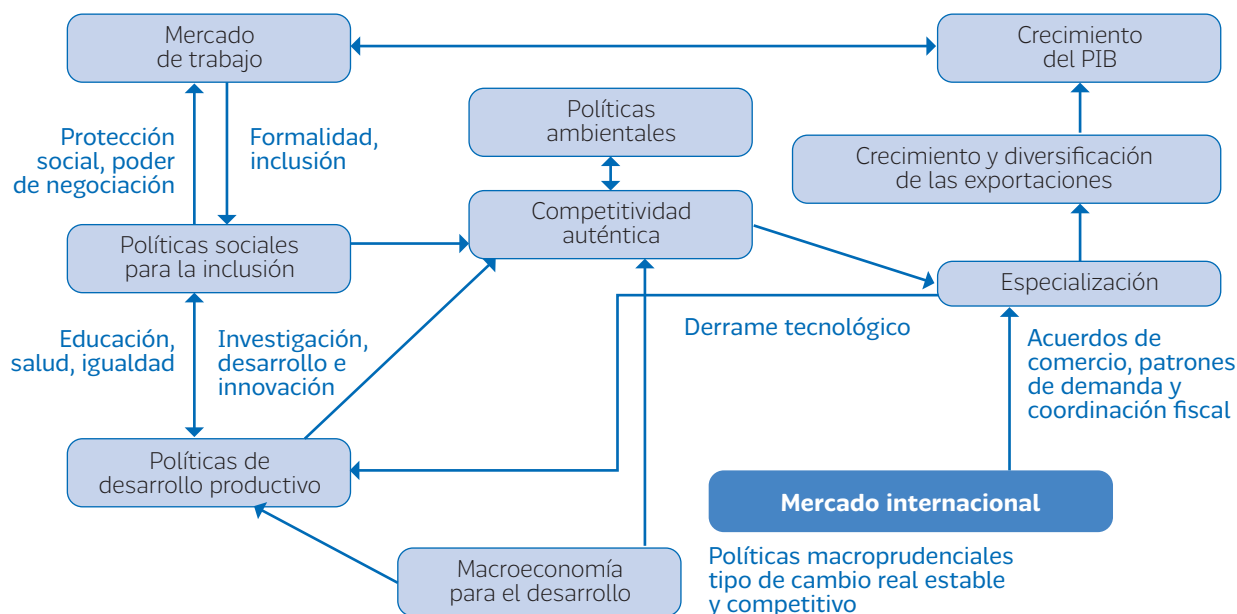 Mercado
de trabajo
Crecimiento
del PIB
Políticas
ambientales
Protección
social, poder
de negociación
Formalidad,
inclusión
Crecimiento y diversificación
de las exportaciones
Competitividad
auténtica
Políticas sociales
para la inclusión
Especialización
Derrame tecnológico
Educación,
salud, igualdad
Investigación,
desarrollo e
innovación
Acuerdos de
comercio, patrones
de demanda y
coordinación fiscal
Políticas de
desarrollo productivo
Mercado internacional
Macroeconomía
para el desarrollo
Políticas macroprudenciales
tipo de cambio real estable
y competitivo